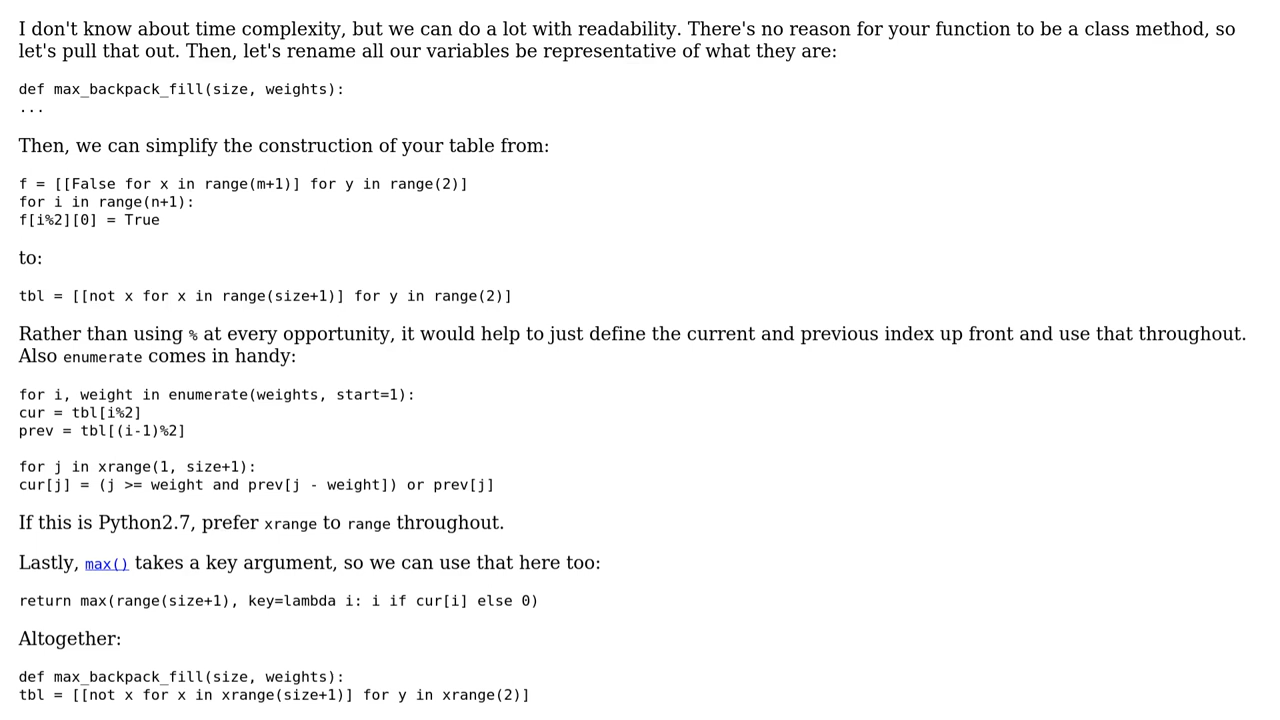 I don't know about time complexity, but we can do a lot with readability. There's no reason for your function to be a class method, so
let's pull that out. Then, let's rename all our variables be representative of what they are:
def max_backpack_fill(size, weights):
...
Then, we can simplify the construction of your table from:
f = [[False for x in range(m+1)] for y in range(2)]
for i in range(n+1):
f[i%2][0] = True
to:
tbl = [[not x for x in range(size+1)] for y in range(2)]
Rather than using % at every opportunity, it would help to just define the current and previous index up front and use that throughout.
Also enumerate comes in handy:
for i, weight in enumerate(weights, start=1):
cur = tbl[i%2]
prev = tbl[(i-1)%2]
for j in xrange(1, size+1):
cur[j] = (j >= weight and prev[j - weight]) or prev[j]
If this is Python2.7, prefer xrange to range throughout.
Lastly, max() takes a key argument, so we can use that here too:
return max(range(size+1), key=lambda i: i if cur[i] else 0)
Altogether:
def max_backpack_fill(size, weights):
tbl = [[not x for x in xrange(size+1)] for y in xrange(2)]